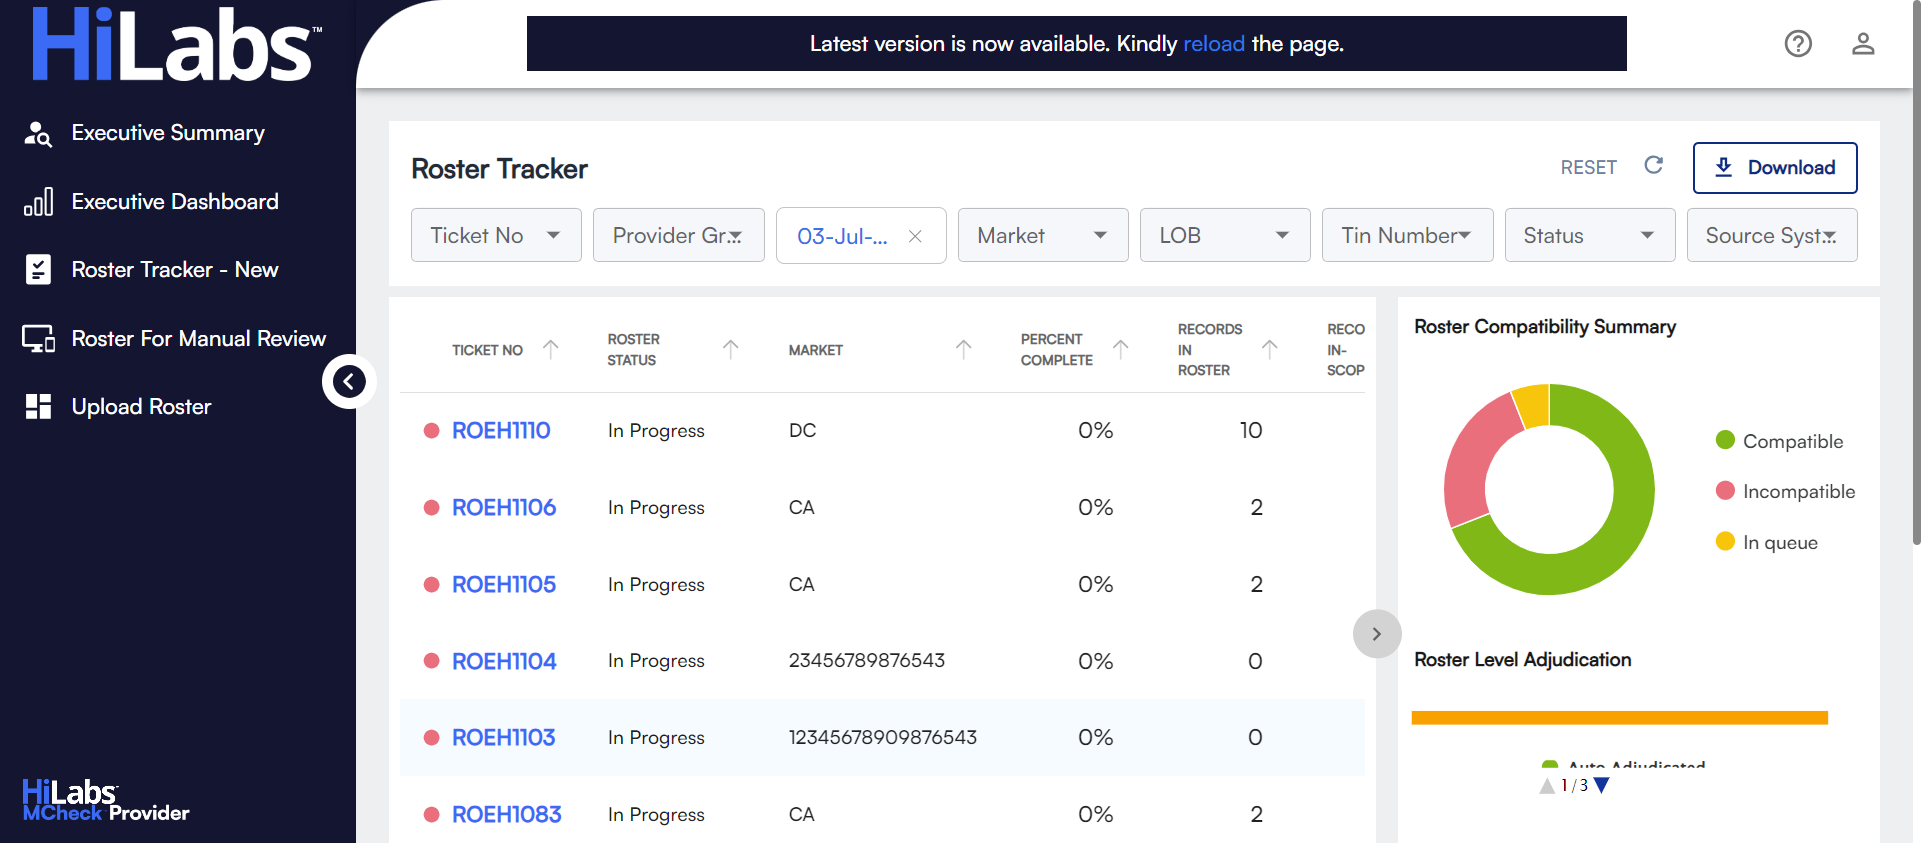 HiLabs™
Latest version is now available. Kindly reload the page.
Executive Summary
Executive Dashboard
Roster Tracker - New
Roster For Manual Review
Upload Roster
HiLabs
MCheck Provider
Roster Tracker
RESET
Download
Ticket No
Provider Gr...
03-Jul-...
Market
LOB
Tin Number
Status
Source Syst...
TICKET NO
ROSTER
STATUS
MARKET
PERCENT
COMPLETE
RECORDS
IN
ROSTER
RECO
IN-
SCOP
ROEH1110 In Progress DC 0% 10
ROEH1106 In Progress CA 0% 2
ROEH1105 In Progress CA 0% 2
ROEH1104 In Progress 23456789876543 0% 0
ROEH1103 In Progress 12345678909876543 0% 0
ROEH1083 In Progress CA 0% 2
Roster Compatibility Summary
Compatible
Incompatible
In queue
Roster Level Adjudication
Auto Adjudicated
1/3